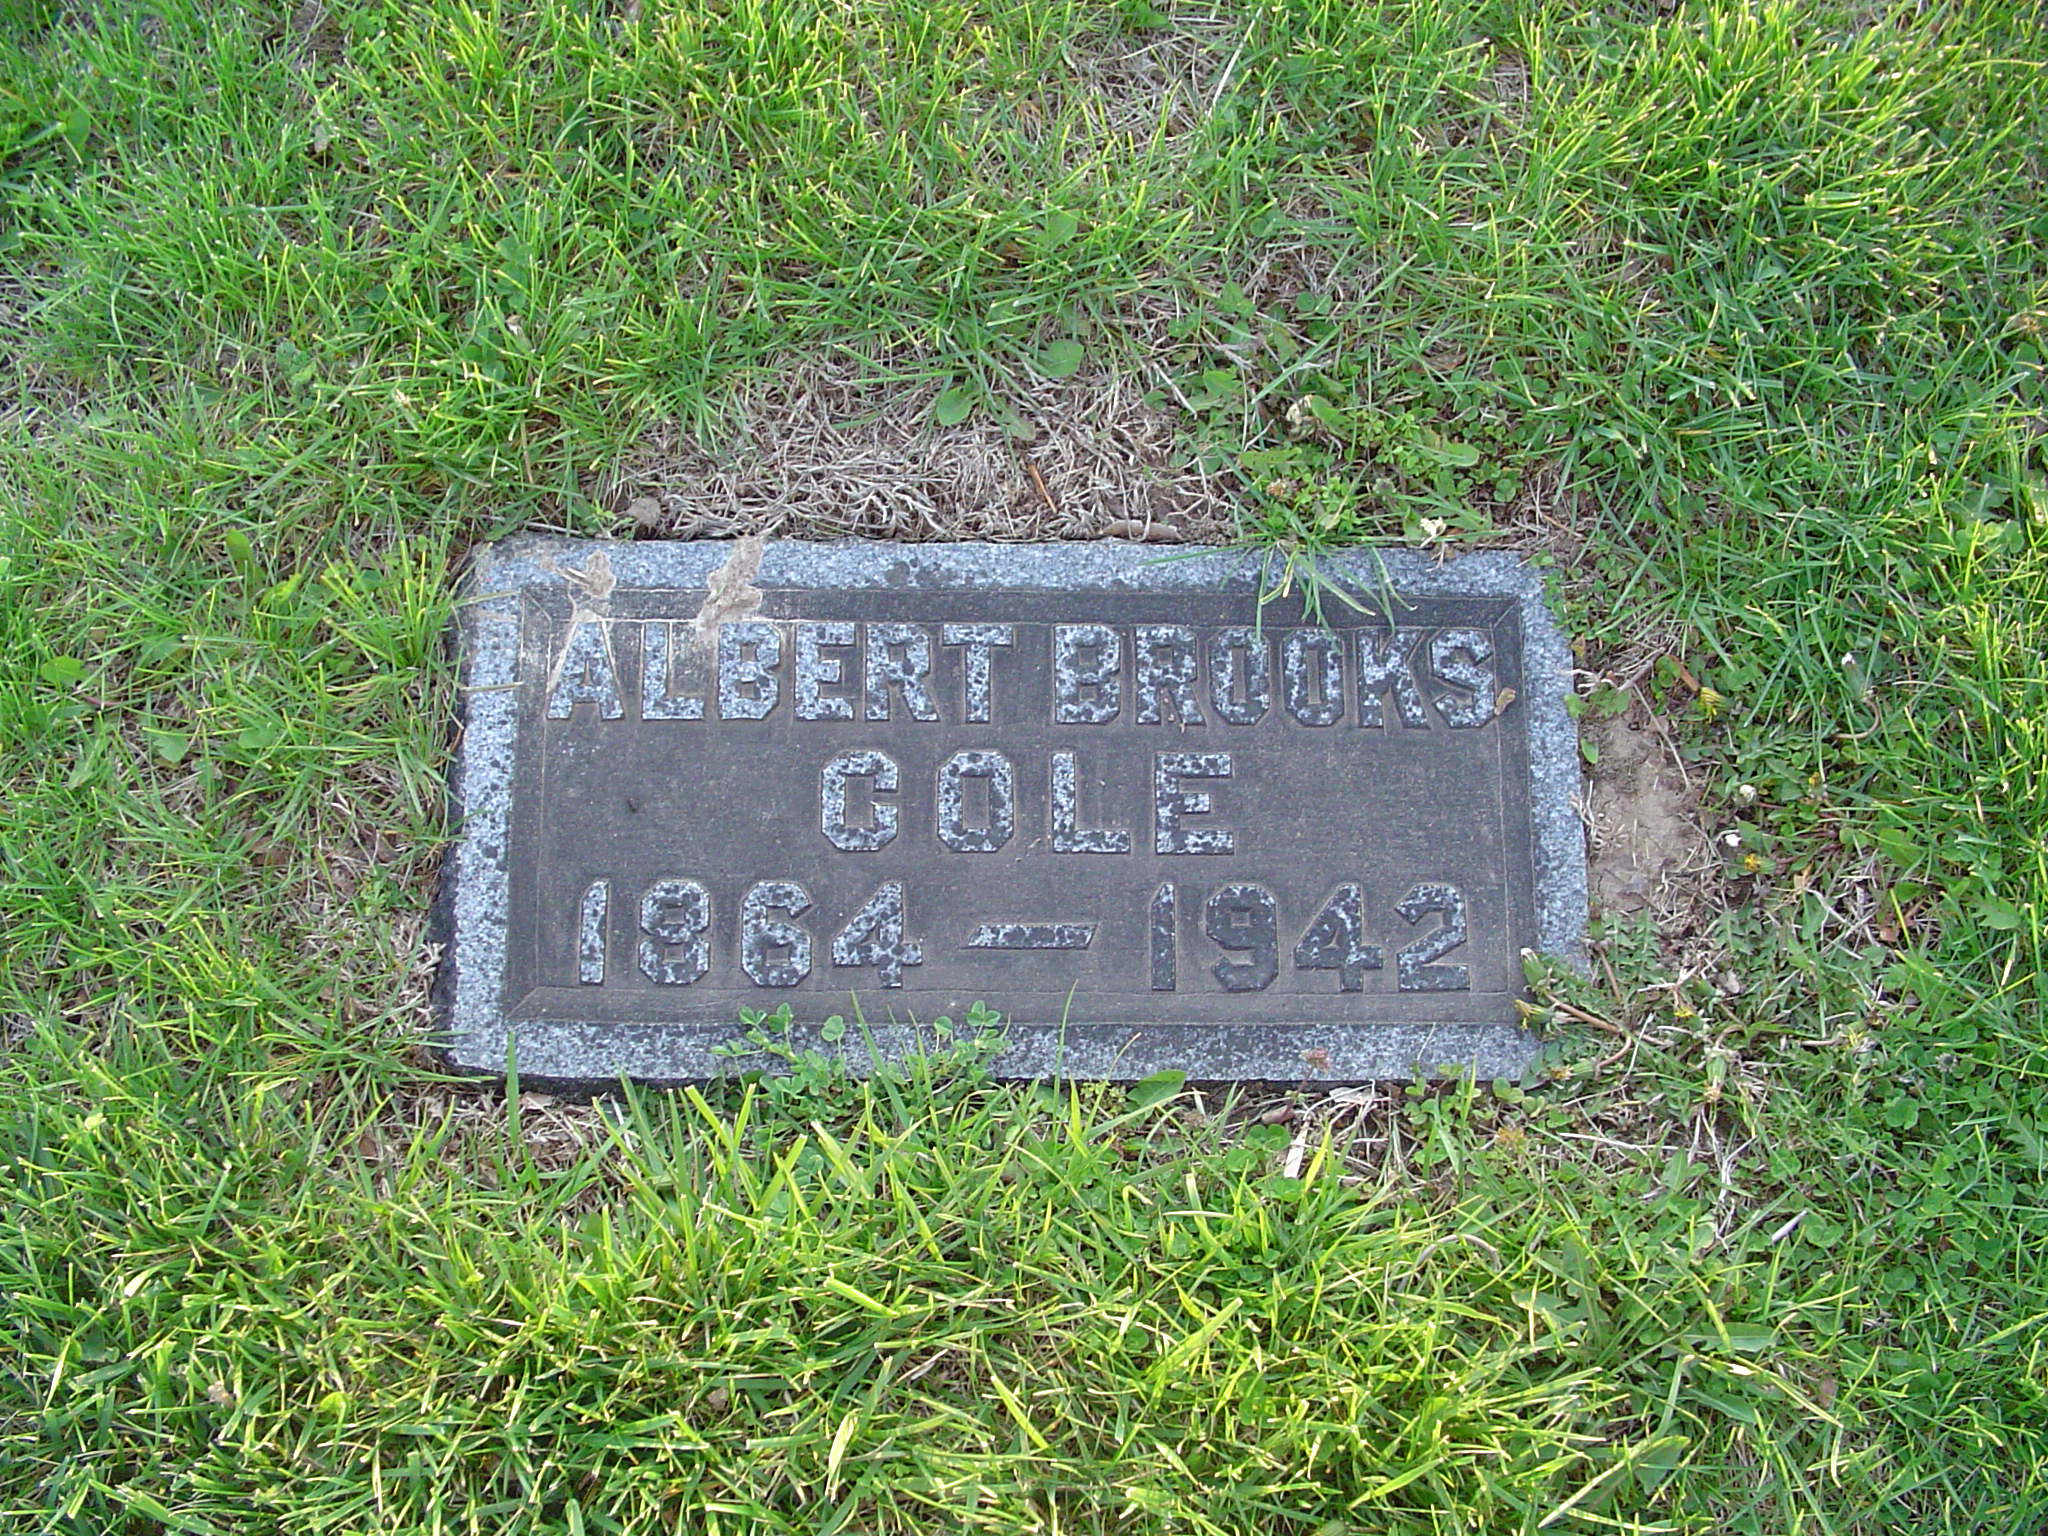 ALBERT BROOKS
COLE
1864 — 1942